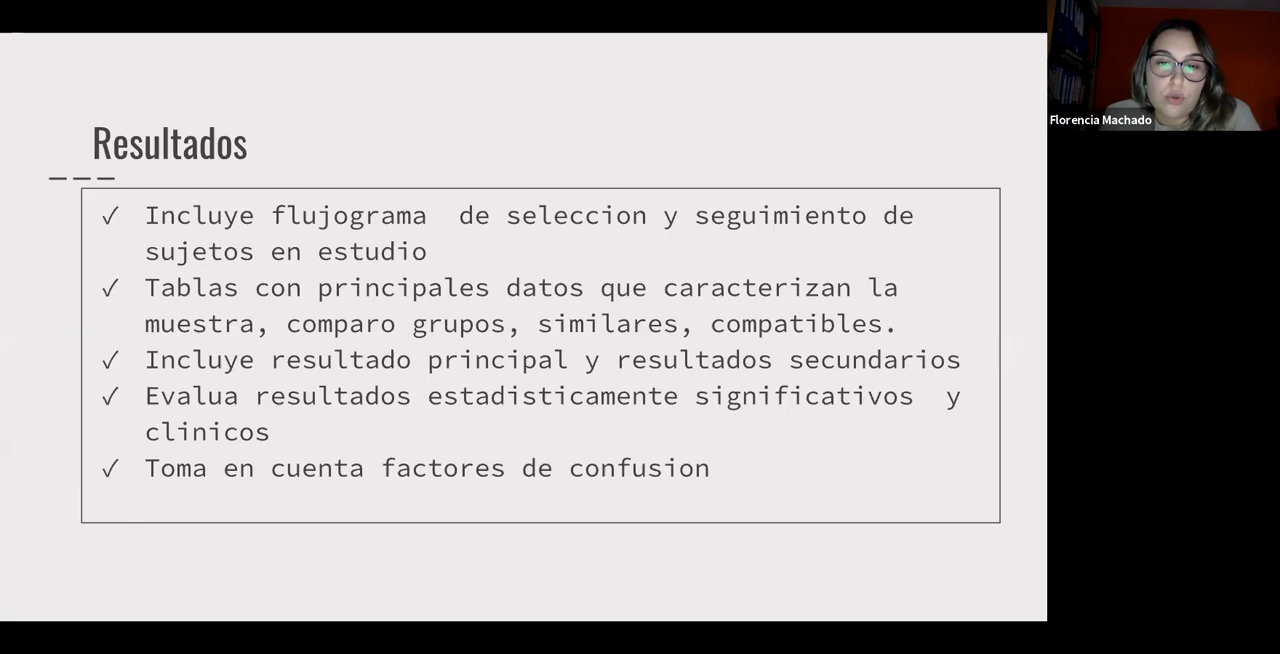 Resultados
✓ Incluye flujograma  de seleccion y seguimiento de
sujetos en estudio
✓ Tablas con principales datos que caracterizan la
muestra, comparo grupos, similares, compatibles.
✓ Incluye resultado principal y resultados secundarios
✓ Evalua resultados estadisticamente significativos  y
clinicos
✓ Toma en cuenta factores de confusion
Florencia Machado